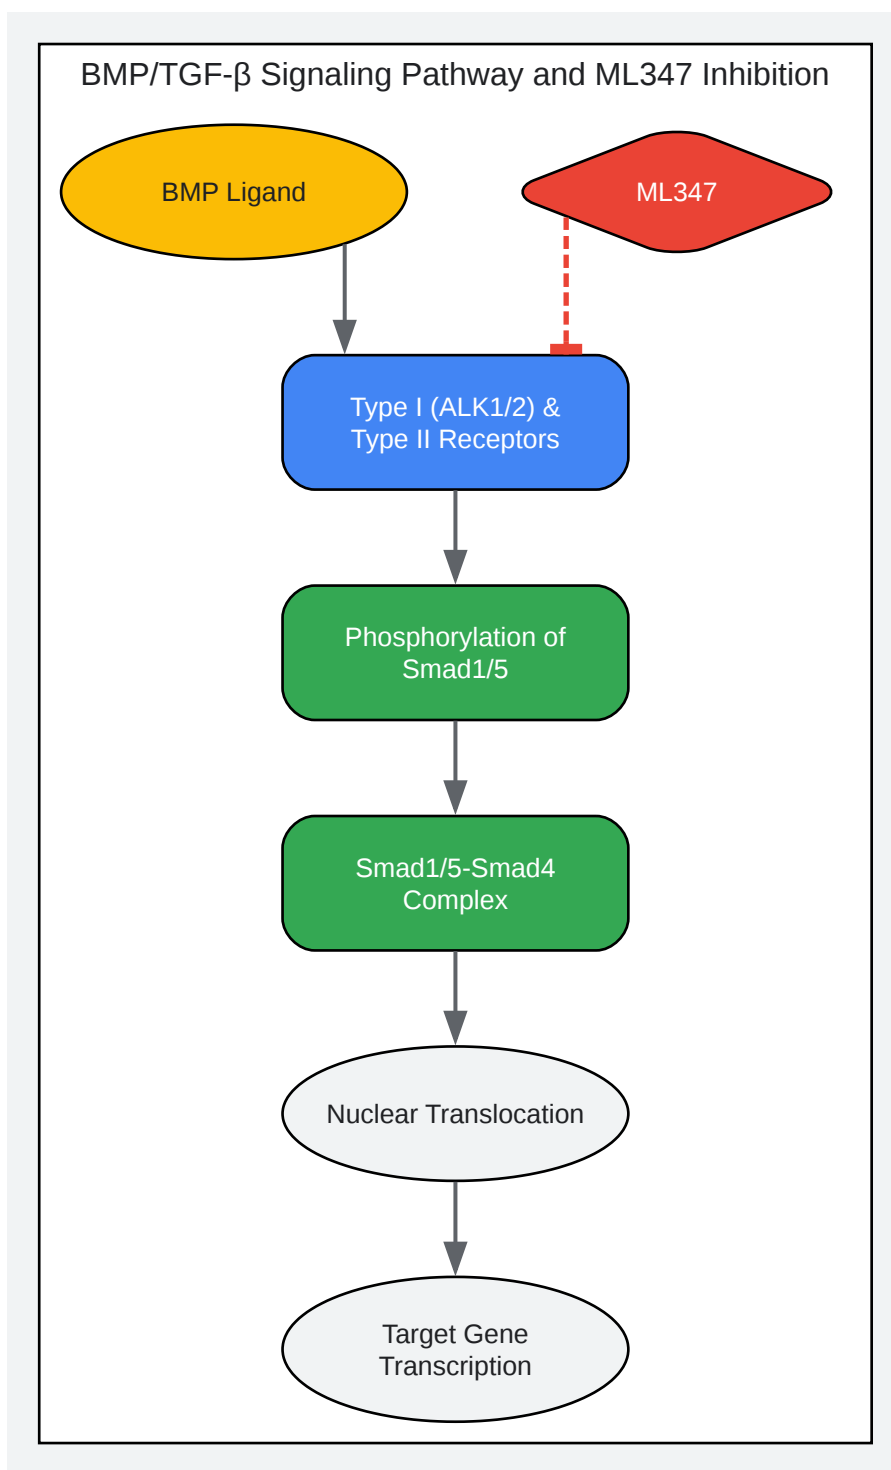 BMP/TGF-β Signaling Pathway and ML347 Inhibition
BMP Ligand
ML347
Type I (ALK1/2) &
Type II Receptors
Phosphorylation of
Smad1/5
Smad1/5-Smad4
Complex
Nuclear Translocation
Target Gene
Transcription